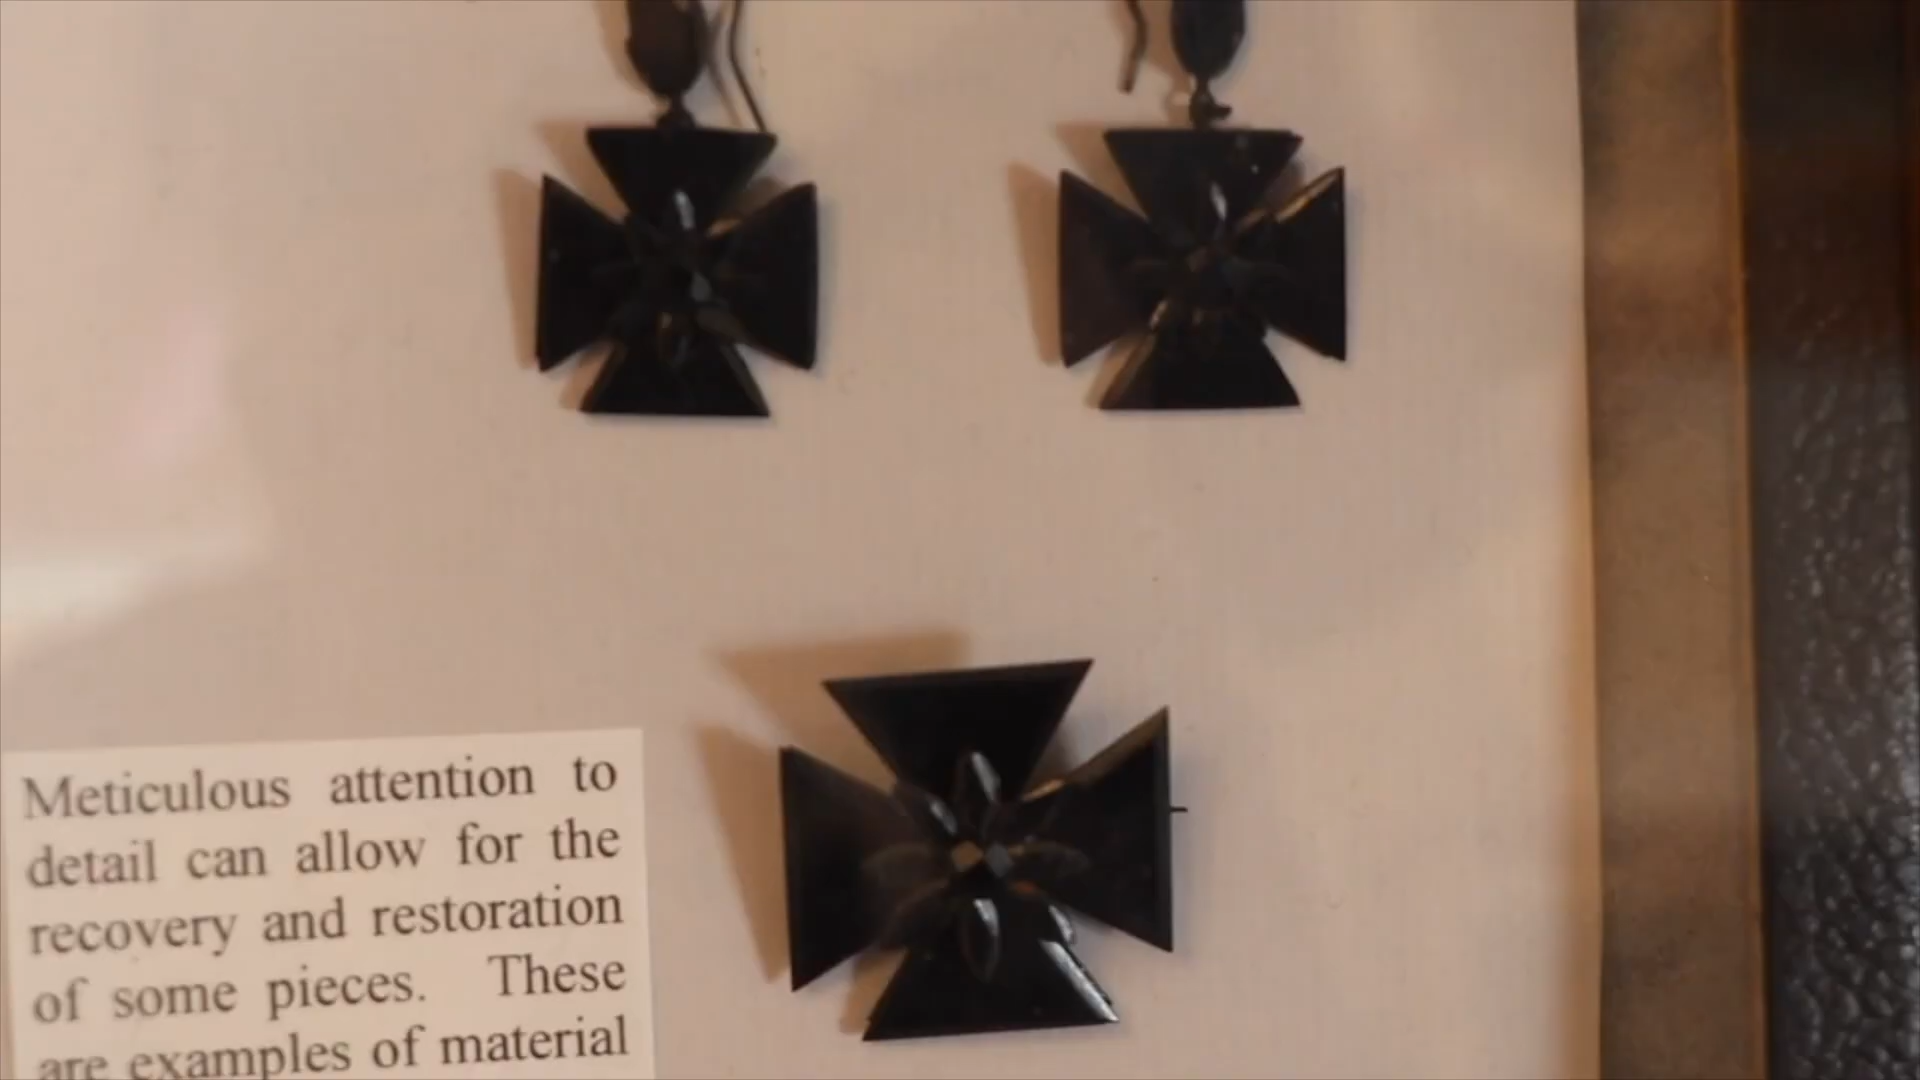 Meticulous attention to
detail can allow for the
recovery and restoration
of some pieces. These
are examples of material